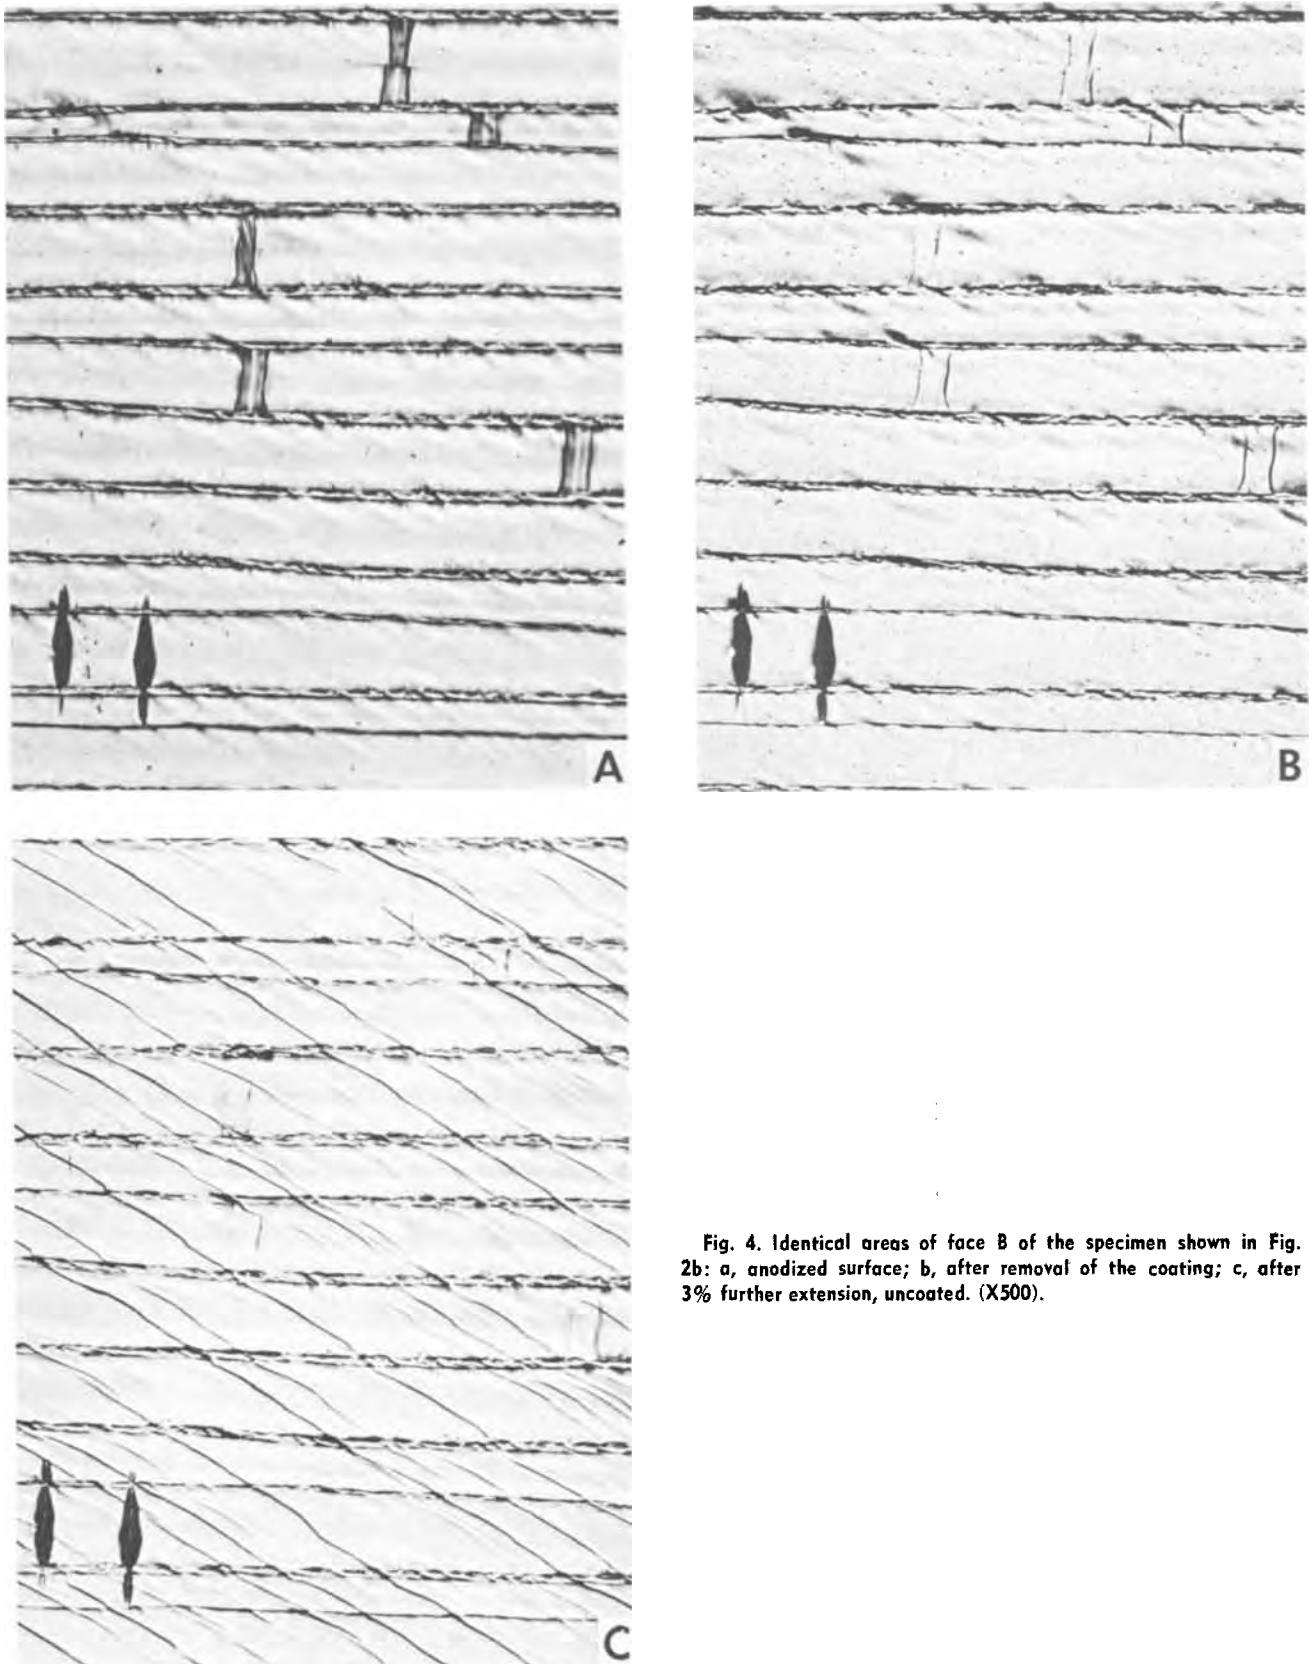 A
B
C
Fig. 4. Identical areas of face B of the specimen shown in Fig.
2b: a, anodized surface; b, after removal of the coating; c, after
3% further extension, uncoated. (X500).